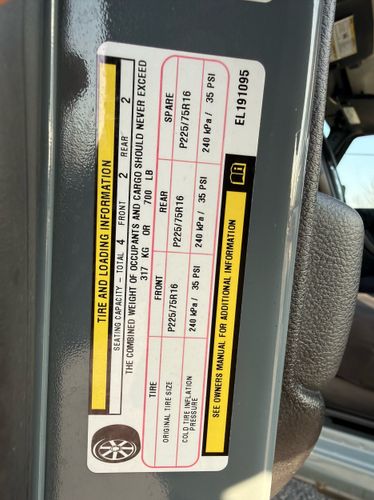 TIRE AND LOADING INFORMATION
SEATING CAPACITY - TOTAL 4 FRONT 2 REAR 2
THE COMBINED WEIGHT OF OCCUPANTS AND CARGO SHOULD NEVER EXCEED
317 KG OR 700 LB
TIRE FRONT REAR SPARE
ORIGINAL TIRE SIZE P225/75R16 P225/75R16 P225/75R16
COLD TIRE INFLATION PRESSURE 240 kPa / 35 PSI 240 kPa / 35 PSI 240 kPa / 35 PSI
SEE OWNERS MANUAL FOR ADDITIONAL INFORMATION
EL191095